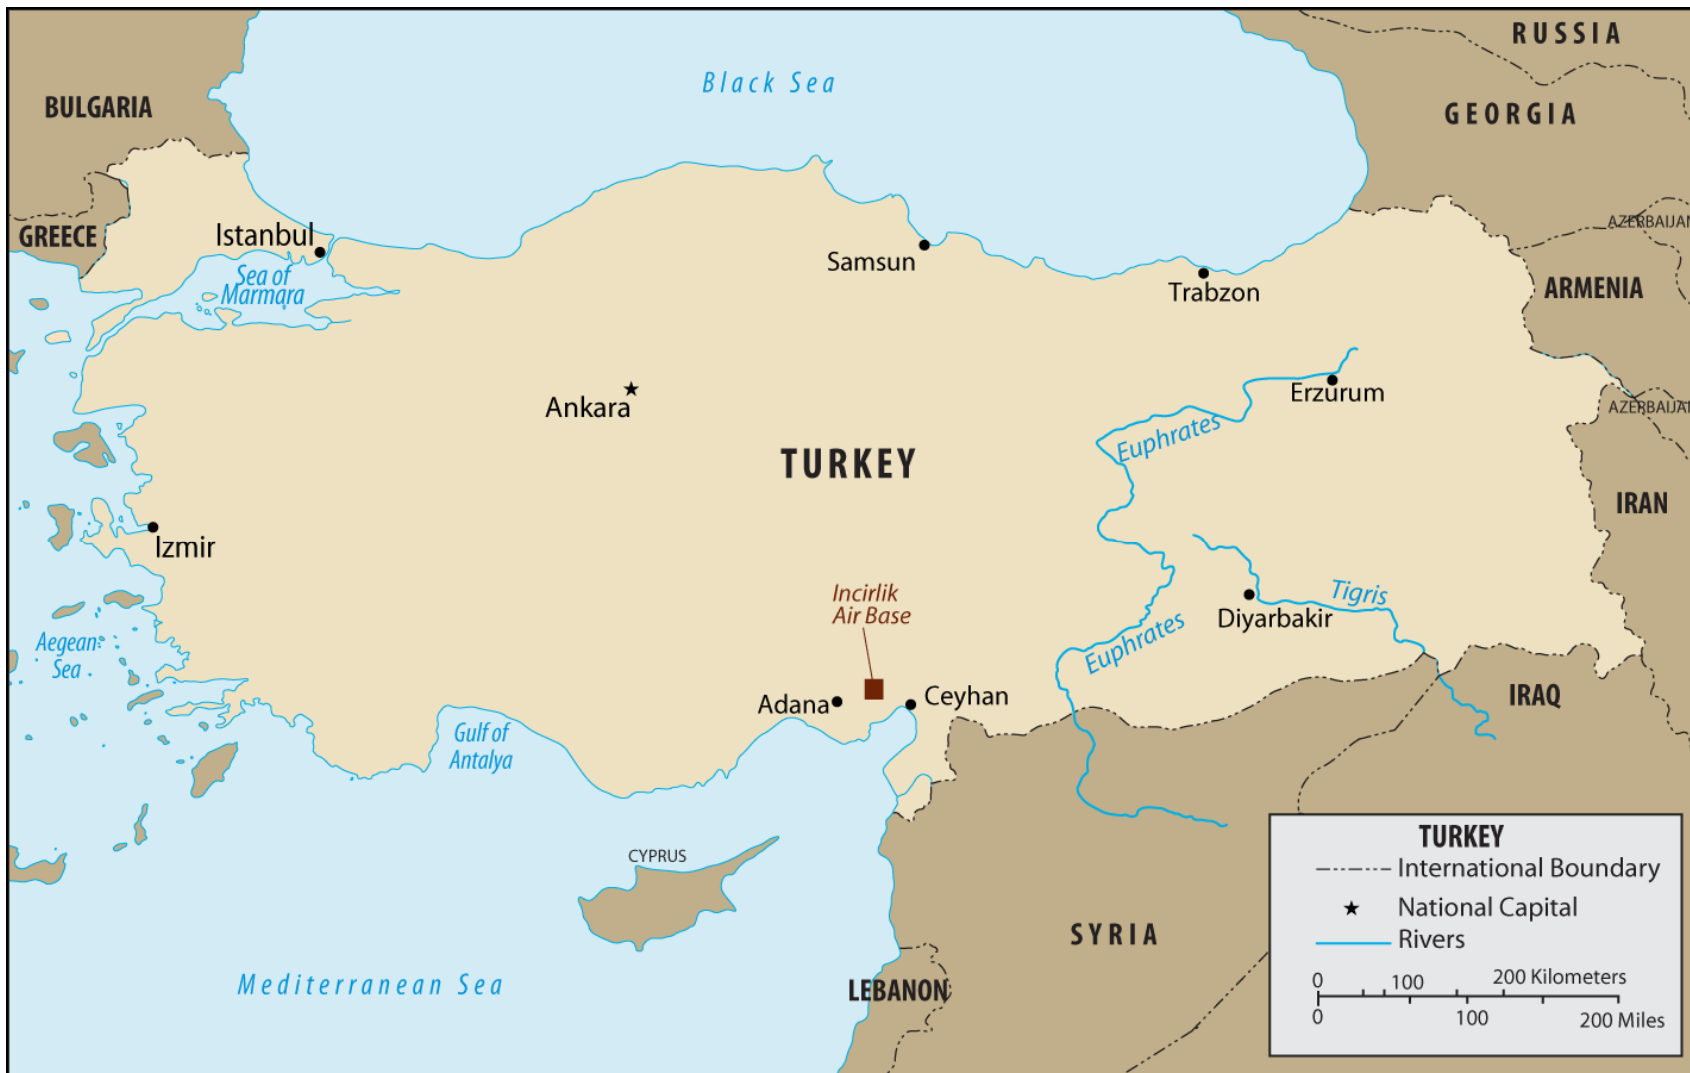 RUSSIA
Black Sea
BULGARIA
GEORGIA
AZERBAIJAN
GREECE
Istanbul
Samsun
Sea of
Marmara
Trabzon
ARMENIA
Ankara
Erzurum
AZERBAIJAN
Euphrates
TURKEY
IRAN
Izmir
Incirlik
Air Base
Tigris
Diyarbakir
Euphrates
Aegean
Sea
Adana
Ceyhan
IRAQ
Gulf of
Antalya
CYPRUS
SYRIA
Mediterranean Sea
LEBANON
TURKEY
International Boundary
National Capital
Rivers
0 100 200 Kilometers
0 100 200 Miles